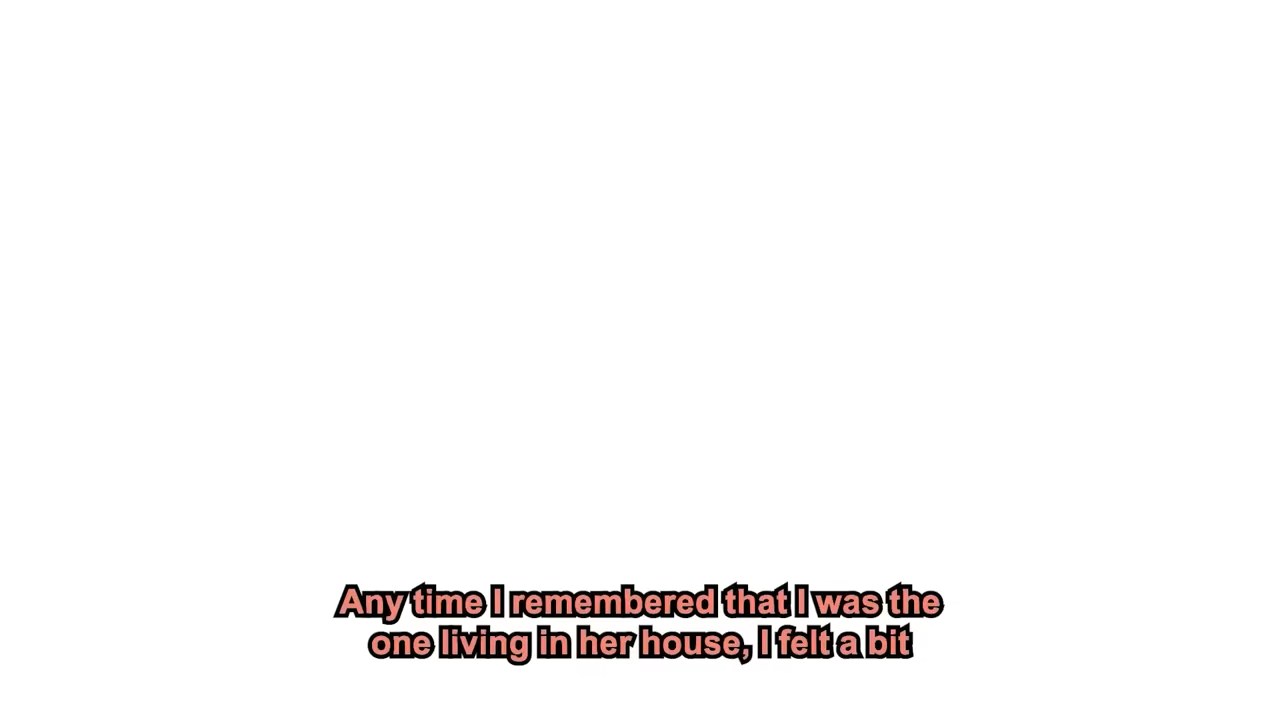 Any time I remembered that I was the
one living in her house, I felt a bit